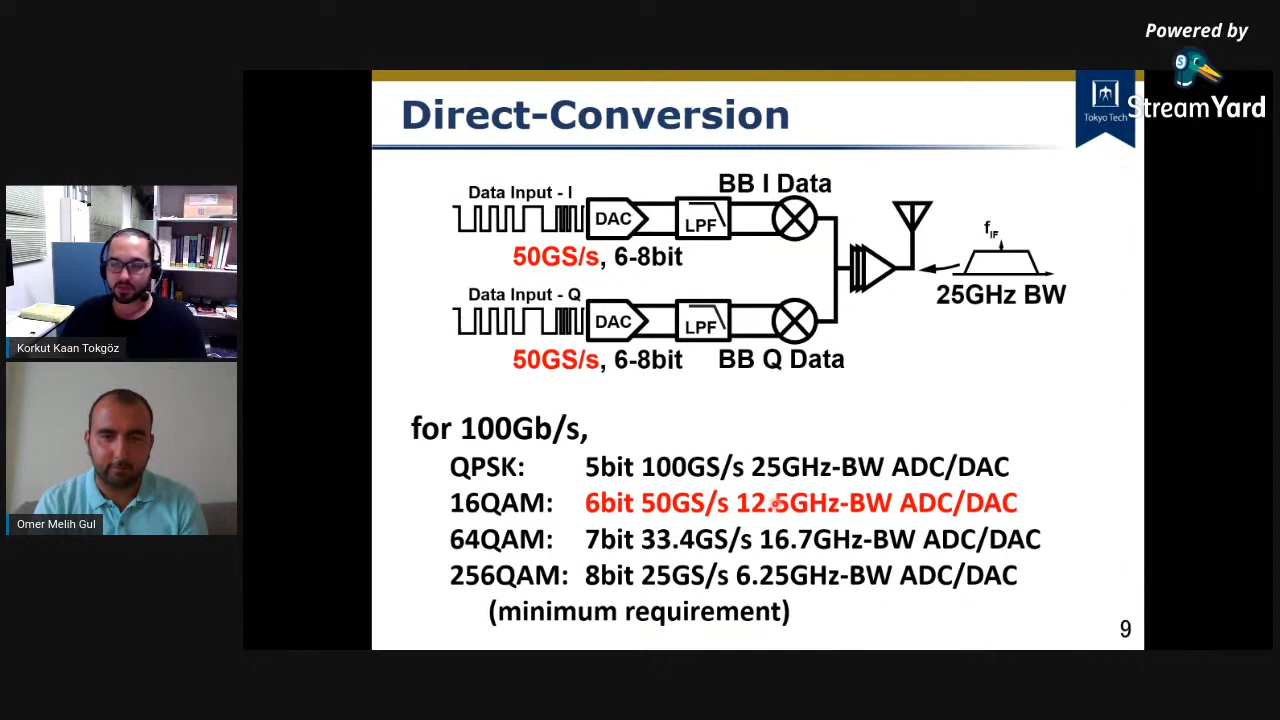 Powered by
StreamYard
Direct-Conversion
Tokyo Tech
BB I Data
Data Input - I
DAC
LPF
50GS/s, 6-8bit
fIF
25GHz BW
Data Input - Q
DAC
LPF
50GS/s, 6-8bit
BB Q Data
Korkut Kaan Tokgöz
Omer Melih Gul
for 100Gb/s,
QPSK: 5bit 100GS/s 25GHz-BW ADC/DAC
16QAM: 6bit 50GS/s 12.5GHz-BW ADC/DAC
64QAM: 7bit 33.4GS/s 16.7GHz-BW ADC/DAC
256QAM: 8bit 25GS/s 6.25GHz-BW ADC/DAC
(minimum requirement)
9